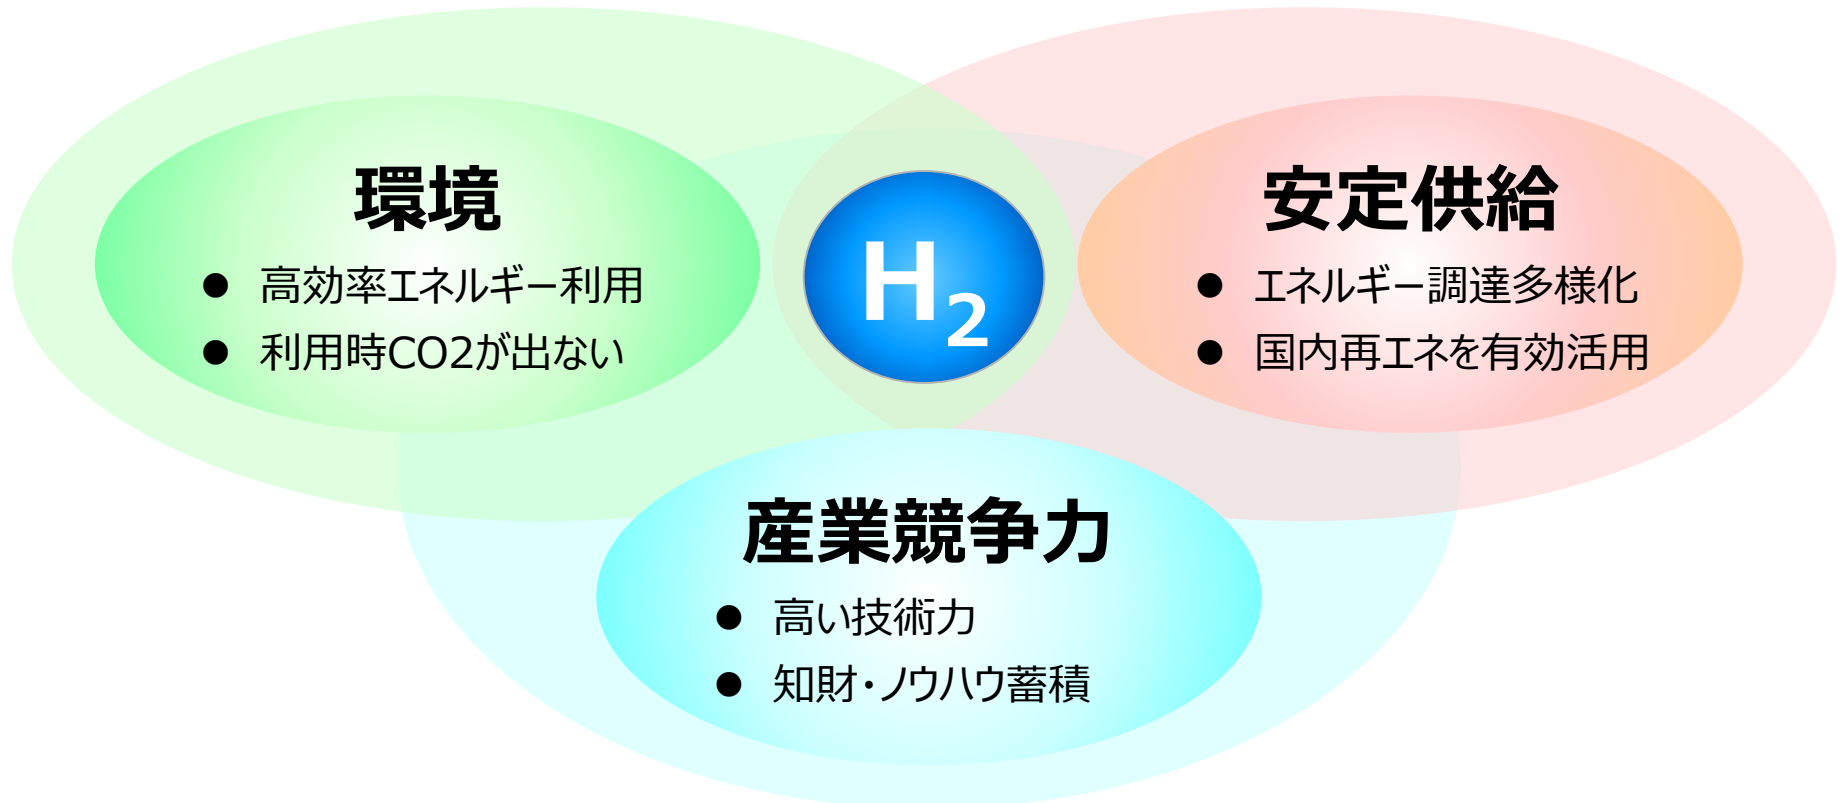 環境
● 高効率エネルギー利用
● 利用時CO2が出ない
H₂
安定供給
● エネルギー調達多様化
● 国内再エネを有効活用
産業競争力
● 高い技術力
● 知財・ノウハウ蓄積